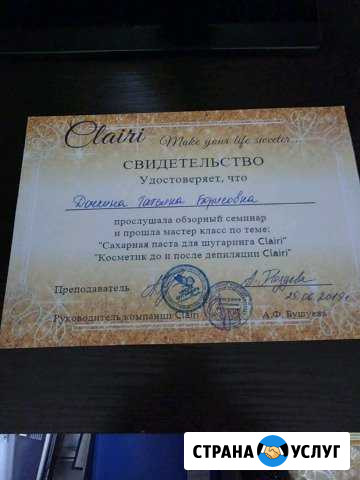 Clairi Make your life sweeter...
СВИДЕТЕЛЬСТВО
Удостоверяет, что
Татьяна Борисовна
прослушала обзорный семинар
и прошла мастер класс по теме:
"Сахарная паста для шугаринга Clairi"
"Косметик до и после депиляции Clairi"
Преподаватель
Руководитель компании Clairi А.Ф. Бушуева
СТРАНА УСЛУГ